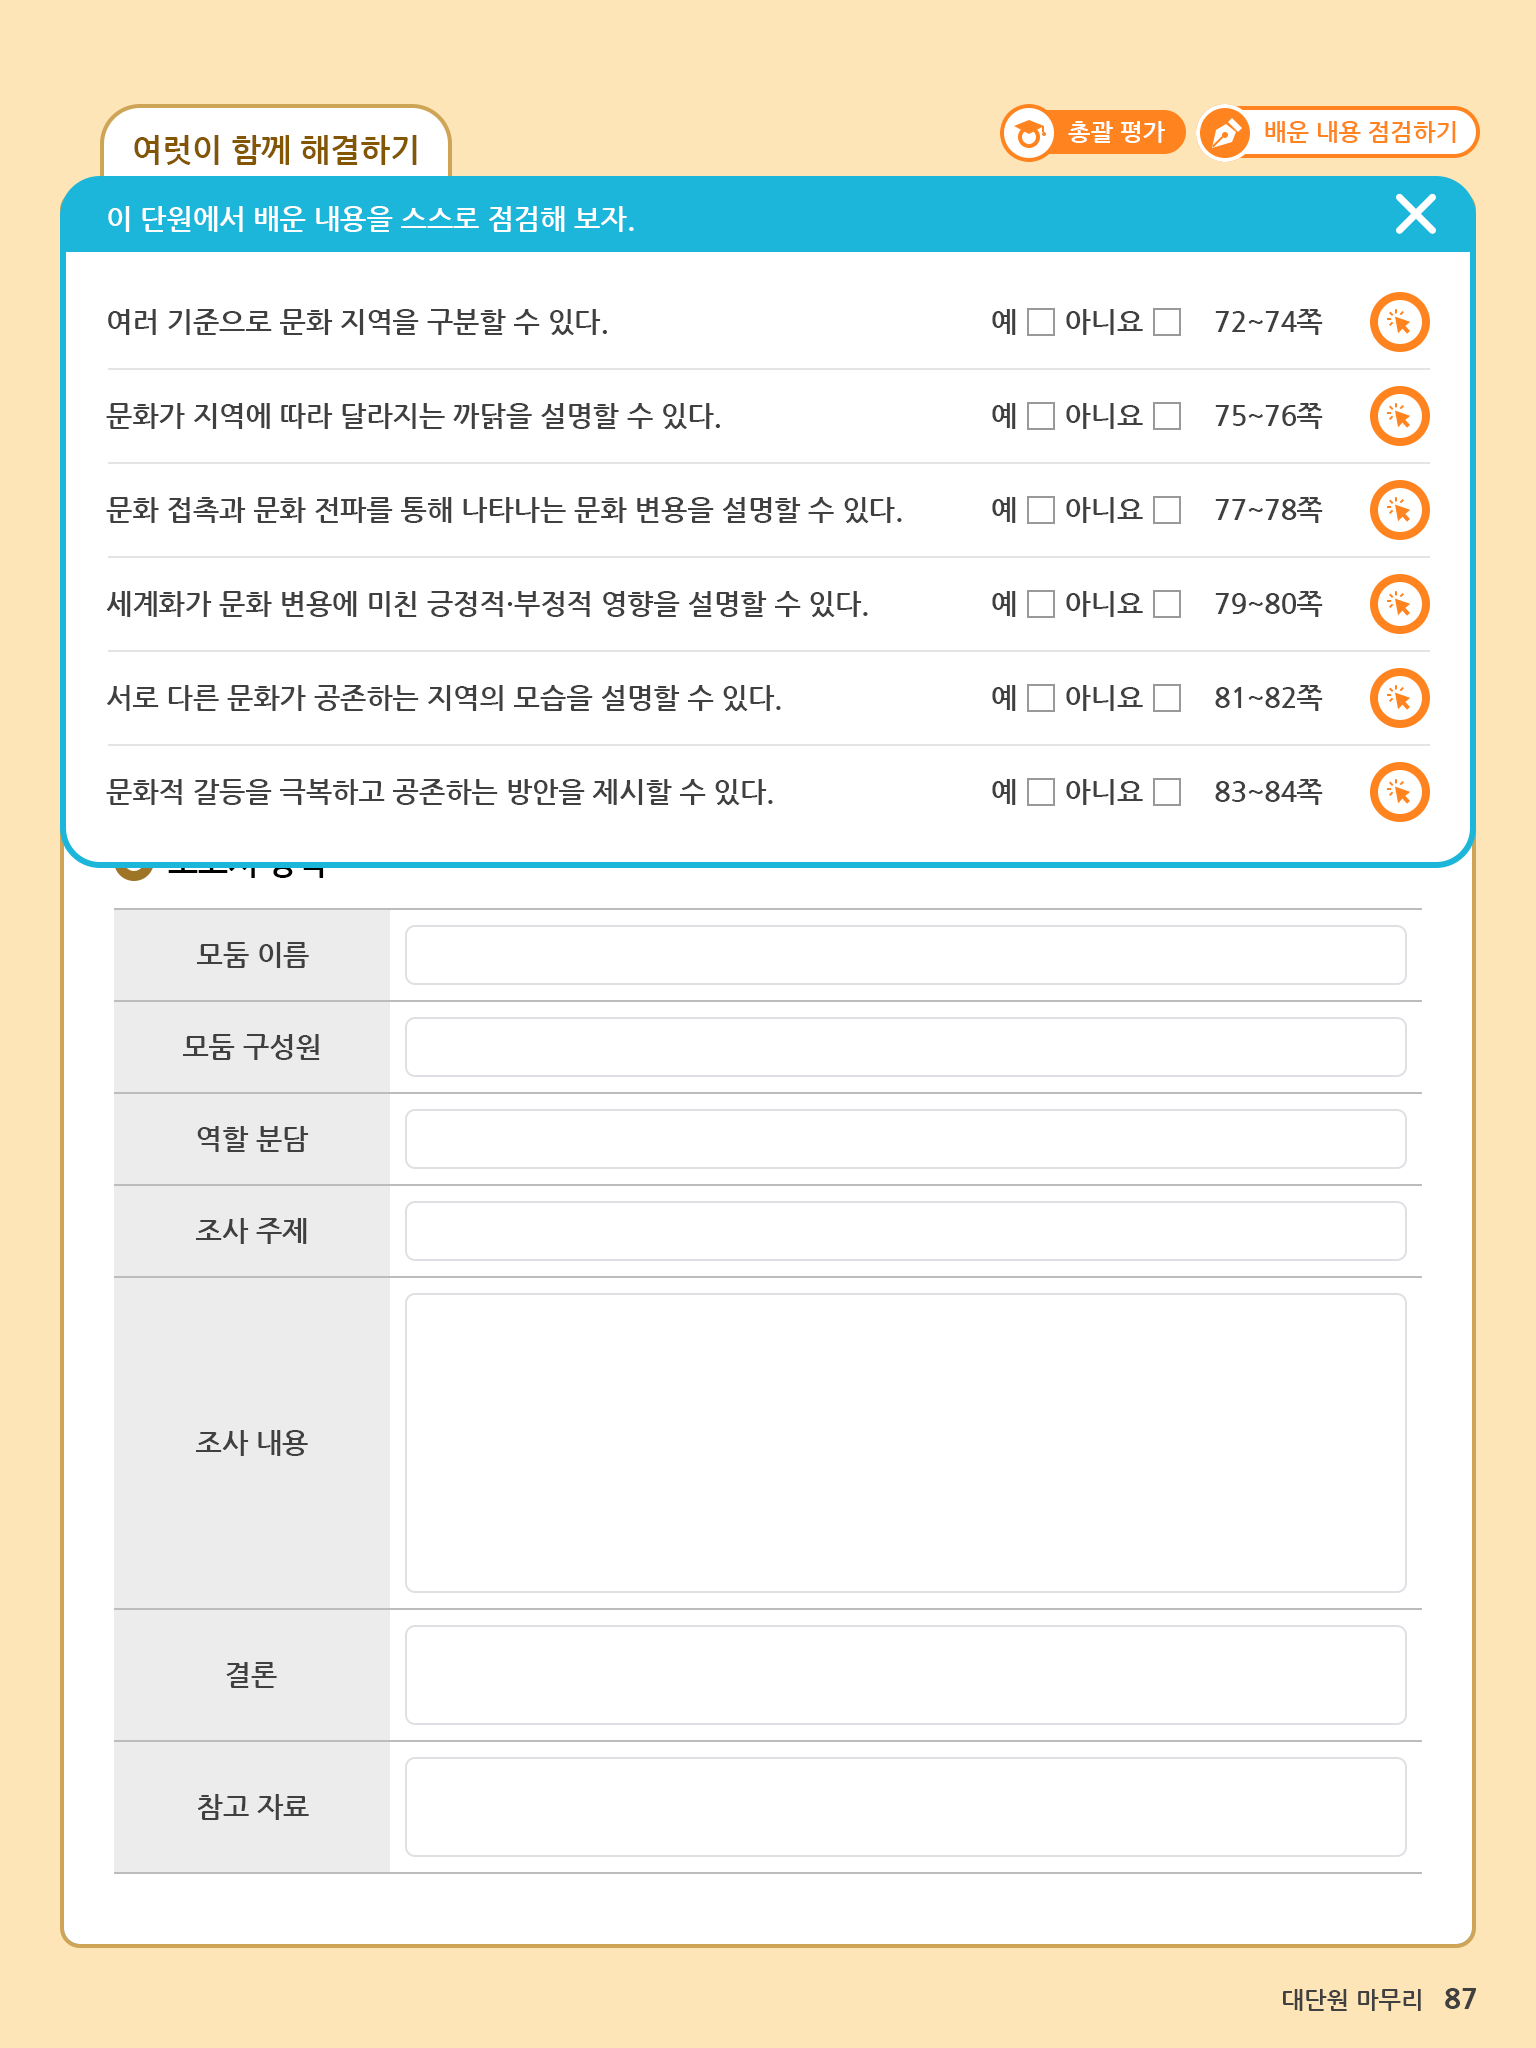 여럿이 함께 해결하기
총괄 평가
배운 내용 점검하기
이 단원에서 배운 내용을 스스로 점검해 보자.
여러 기준으로 문화 지역을 구분할 수 있다. 예 아니요 72~74쪽
문화가 지역에 따라 달라지는 까닭을 설명할 수 있다. 예 아니요 75~76쪽
문화 접촉과 문화 전파를 통해 나타나는 문화 변용을 설명할 수 있다. 예 아니요 77~78쪽
세계화가 문화 변용에 미친 긍정적·부정적 영향을 설명할 수 있다. 예 아니요 79~80쪽
서로 다른 문화가 공존하는 지역의 모습을 설명할 수 있다. 예 아니요 81~82쪽
문화적 갈등을 극복하고 공존하는 방안을 제시할 수 있다. 예 아니요 83~84쪽
모둠 이름
모둠 구성원
역할 분담
조사 주제
조사 내용
결론
참고 자료
대단원 마무리 87